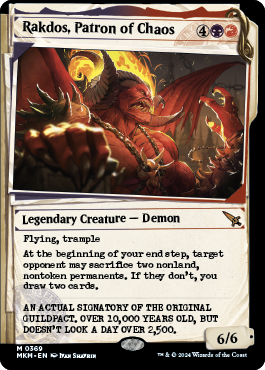 Rakdos, Patron of Chaos 4
Legendary Creature — Demon
Flying, trample
At the beginning of your end step, target
opponent may sacrifice two nonland,
nontoken permanents. If they don't, you
draw two cards.
AN ACTUAL SIGNATORY OF THE ORIGINAL
GUILDPACT. OVER 10,000 YEARS OLD, BUT
DOESN'T LOOK A DAY OVER 2,500.
6/6
M 0369
MKM • EN Ivan Shavrin
™ & © 2024 Wizards of the Coast